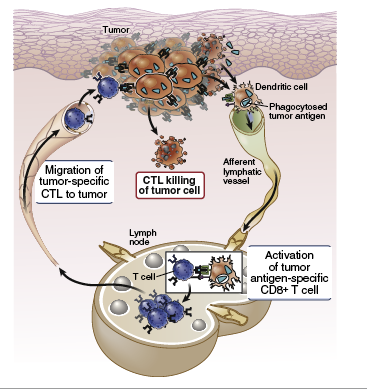 Tumor
Dendritic cell
Phagocytosed
tumor antigen
Migration of
tumor-specific
CTL to tumor
CTL killing
of tumor cell
Afferent
lymphatic
vessel
Lymph
node
T cell
Activation
of tumor
antigen-specific
CD8+ T cell